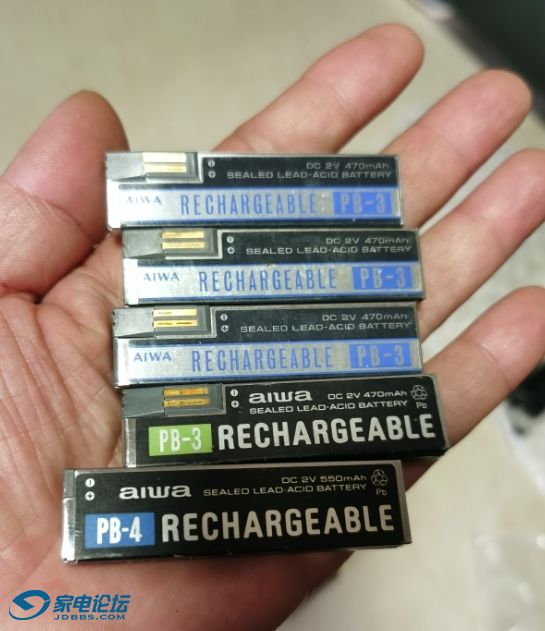 ⊖ DC 2V 470mAh
⊕ SEALED LEAD-ACID BATTERY
AIWA RECHARGEABLE PB-3
⊖ DC 2V 470mAh
⊕ SEALED LEAD-ACID BATTERY
AIWA RECHARGEABLE PB-3
⊖ DC 2V 470mAh
⊕ SEALED LEAD-ACID BATTERY
AIWA RECHARGEABLE PB-3
⊖ aiwa DC 2V 470mAh
⊕ SEALED LEAD-ACID BATTERY Pb
PB-3 RECHARGEABLE
⊖ aiwa DC 2V 550mAh
⊕ SEALED LEAD-ACID BATTERY Pb
PB-4 RECHARGEABLE
家电论坛
JDBBS.COM